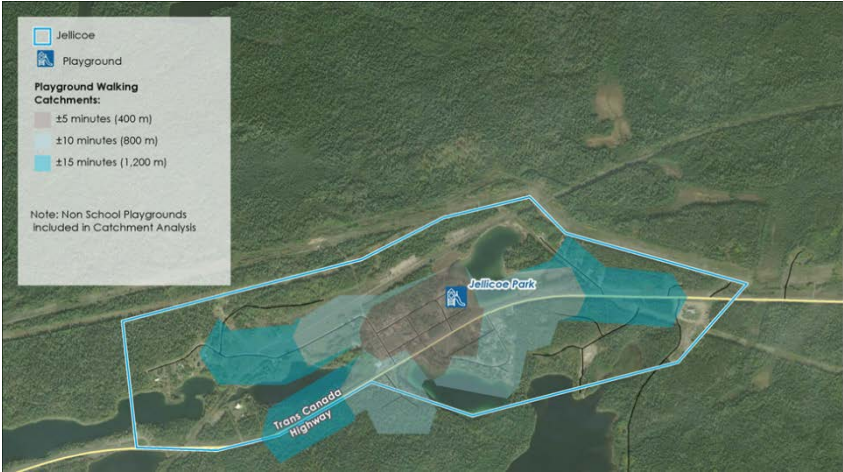 Jellicoe
Playground
Playground Walking
Catchments:
±5 minutes (400 m)
±10 minutes (800 m)
±15 minutes (1,200 m)
Note: Non School Playgrounds
included in Catchment Analysis
Jellicoe Park
Trans Canada
Highway